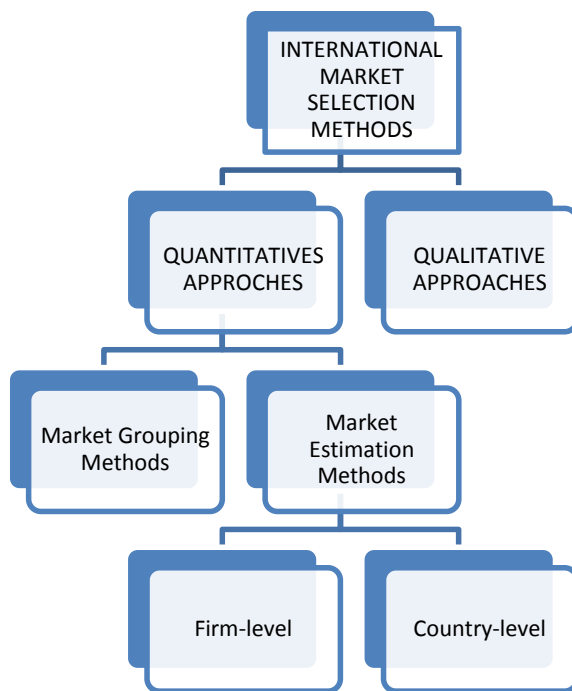 INTERNATIONAL
MARKET
SELECTION
METHODS
QUANTITATIVES
APPROCHES
QUALITATIVE
APPROACHES
Market Grouping
Methods
Market
Estimation
Methods
Firm-level
Country-level